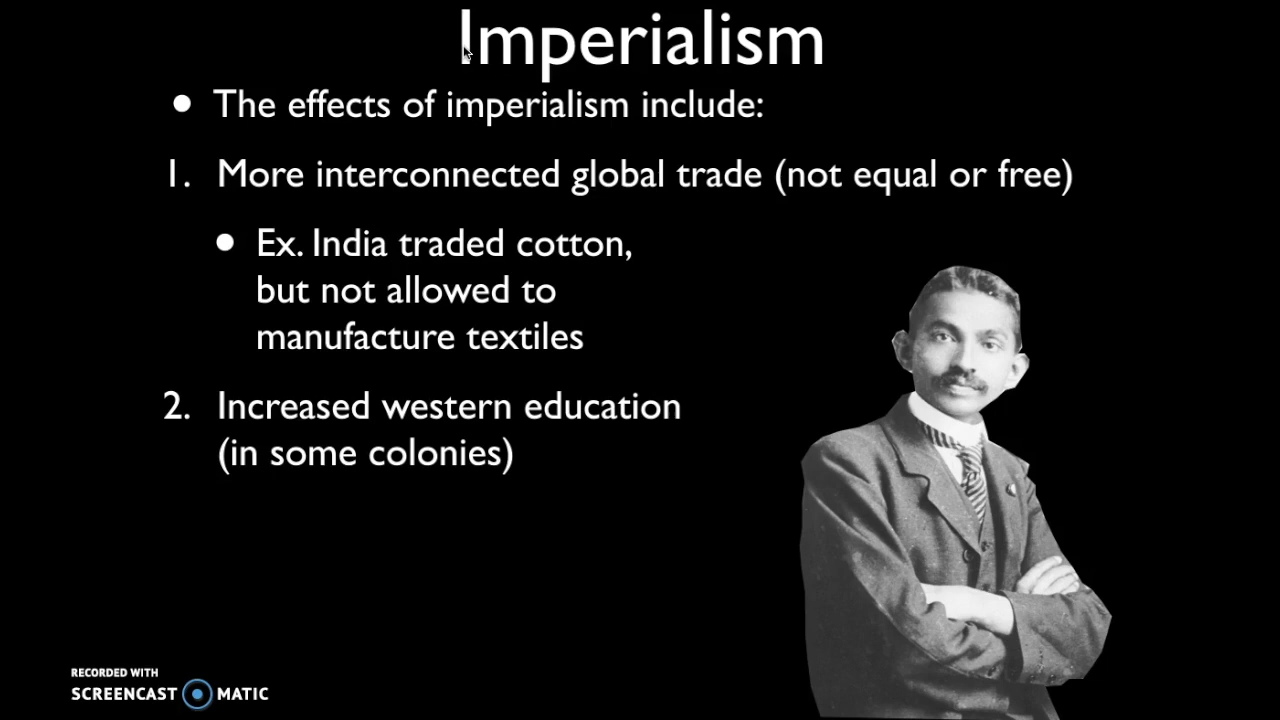 Imperialism
• The effects of imperialism include:
1. More interconnected global trade (not equal or free)
• Ex. India traded cotton,
but not allowed to
manufacture textiles
2. Increased western education
(in some colonies)
RECORDED WITH
SCREENCAST MATIC